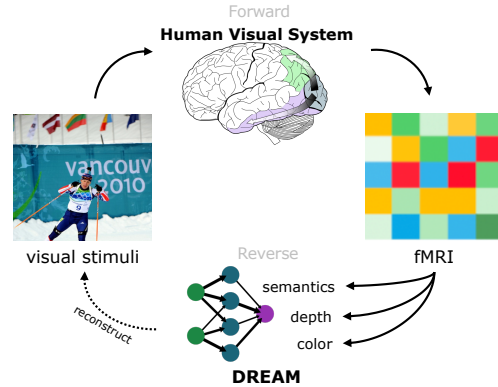 Forward
Human Visual System
vancouv
2010
9
visual stimuli
fMRI
Reverse
semantics
depth
color
reconstruct
DREAM